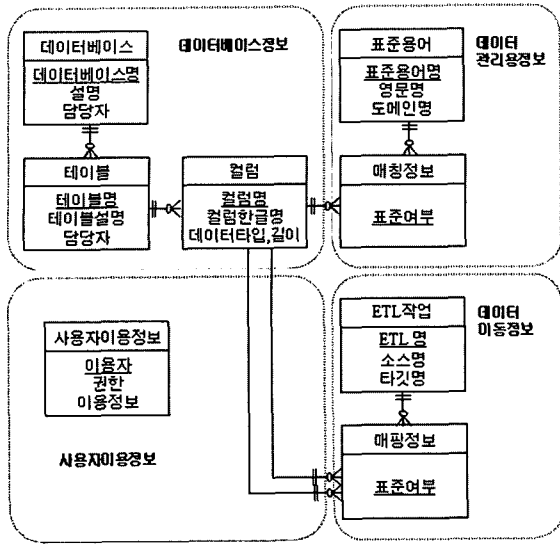 데이터베이스
데이터베이스명
설명
담당자
데이터베이스정보
테이블
테이블명
테이블설명
담당자
컬럼
컬럼명
컬럼한글명
데이터타입,길이
표준용어
표준용어명
영문명
도메인명
데이터
관리용정보
매칭정보
표준여부
사용자이용정보
이용자
권한
이용정보
사용자이용정보
ETL작업
ETL명
소스명
타깃명
데이터
이동정보
매핑정보
표준여부